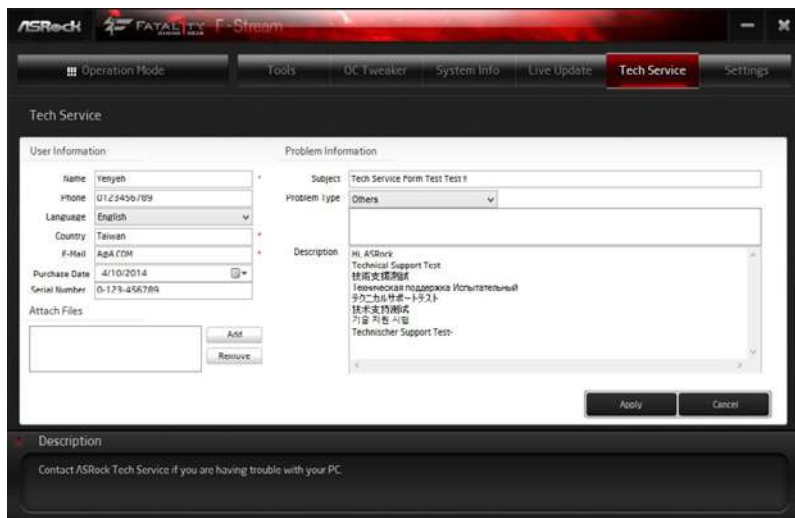 ASRock FATAL1TY GAMING GEAR F-Stream
Operation Mode Tools OC Tweaker System Info Live Update Tech Service Settings
Tech Service
User Information
Name Yenyeh *
Phone 0123456789
Language English
Country Taiwan *
E-Mail A@A.COM *
Purchase Date 4/10/2014
Serial Number 0-123-456789
Attach Files
Add
Remove
Problem Information
Subject Tech Service Form Test Test !!
Problem Type Others
Description
Hi, ASRock
Technical Support Test
技術支援測試
Техническая поддержка Испытательный
テクニカルサポートテスト
技术支持测试
기술 지원 시험
Technischer Support Test-
Apply Cancel
Description
Contact ASRock Tech Service if you are having trouble with your PC.